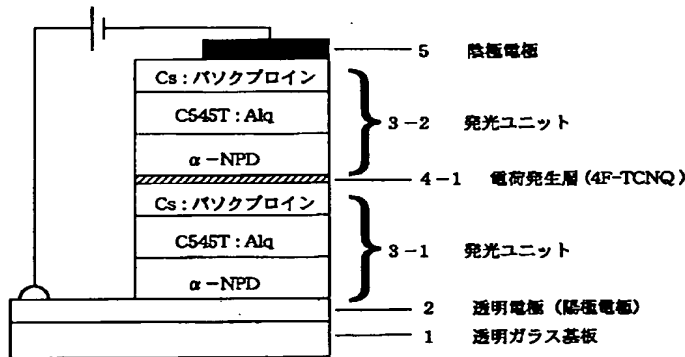 5 陰極電極
Cs:バソクプロイン
C545T:Alq
3-2 発光ユニット
α-NPD
4-1 電荷発生層(4F-TCNQ)
Cs:バソクプロイン
C545T:Alq
3-1 発光ユニット
α-NPD
2 透明電極(陽極電極)
1 透明ガラス基板